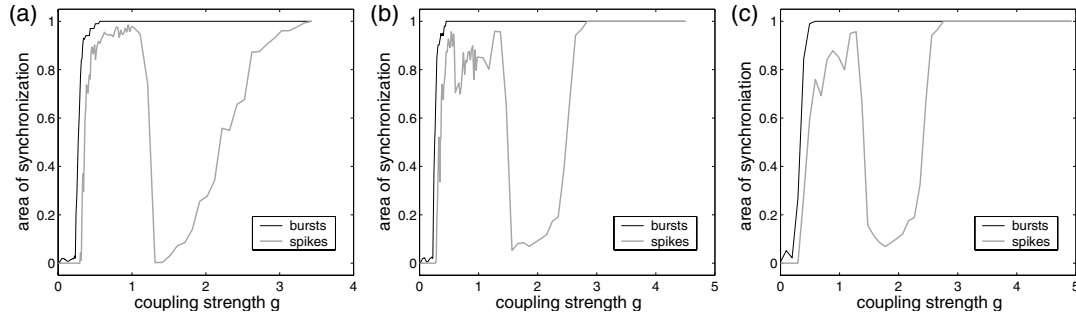 (a)
area of synchronization
1
0.8
0.6
0.4
0.2
0
0 1 2 3 4
coupling strength g
bursts
spikes
(b)
area of synchronization
1
0.8
0.6
0.4
0.2
0
0 1 2 3 4 5
coupling strength g
bursts
spikes
(c)
area of synchroniation
1
0.8
0.6
0.4
0.2
0
0 1 2 3 4 5
coupling strength g
bursts
spikes